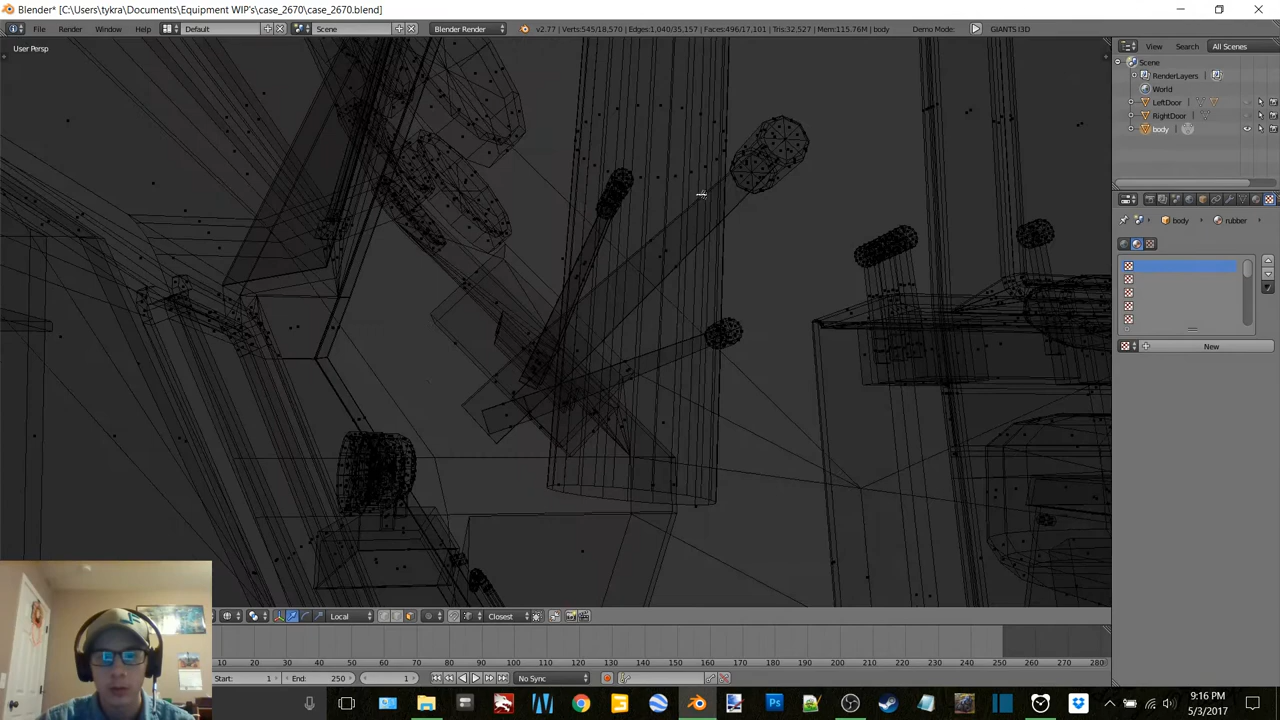 Blender* [C:\Users\tykra\Documents\Equipment WIP's\case_2670\case_2670.blend]
File Render Window Help Default Scene Blender Render v2.77 | Verts:545/18,570 | Edges:1,040/35,157 | Faces:496/17,101 | Tris:32,527 | Mem:115.76M | body Demo Mode: GIANTS I3D
View Search All Scenes
User Persp
Scene
RenderLayers
World
LeftDoor
RightDoor
body
body rubber
New
Local Closest
10 20 30 40 50 60 70 80 90 100 110 120 130 140 150 160 170 180 190 200 210 220 230 240 250 260 270 280
Start: 1 End: 250 1 No Sync
9:16 PM
5/3/2017